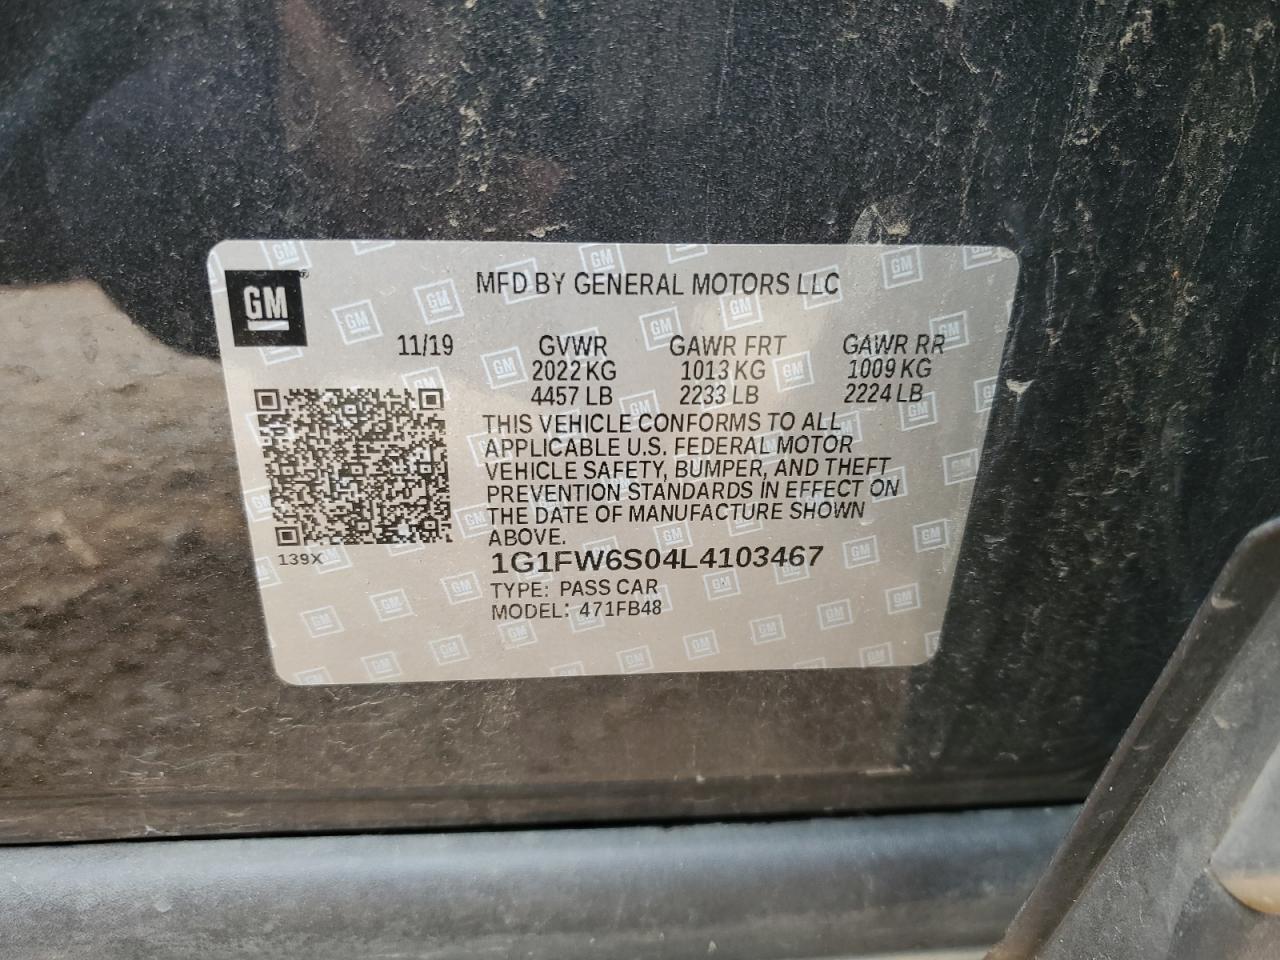 GM
MFD BY GENERAL MOTORS LLC
11/19 GVWR GAWR FRT GAWR RR
2022 KG 1013 KG 1009 KG
4457 LB 2233 LB 2224 LB
THIS VEHICLE CONFORMS TO ALL
APPLICABLE U.S. FEDERAL MOTOR
VEHICLE SAFETY, BUMPER, AND THEFT
PREVENTION STANDARDS IN EFFECT ON
THE DATE OF MANUFACTURE SHOWN
ABOVE.
139X
1G1FW6S04L4103467
TYPE: PASS CAR
MODEL: 471FB48